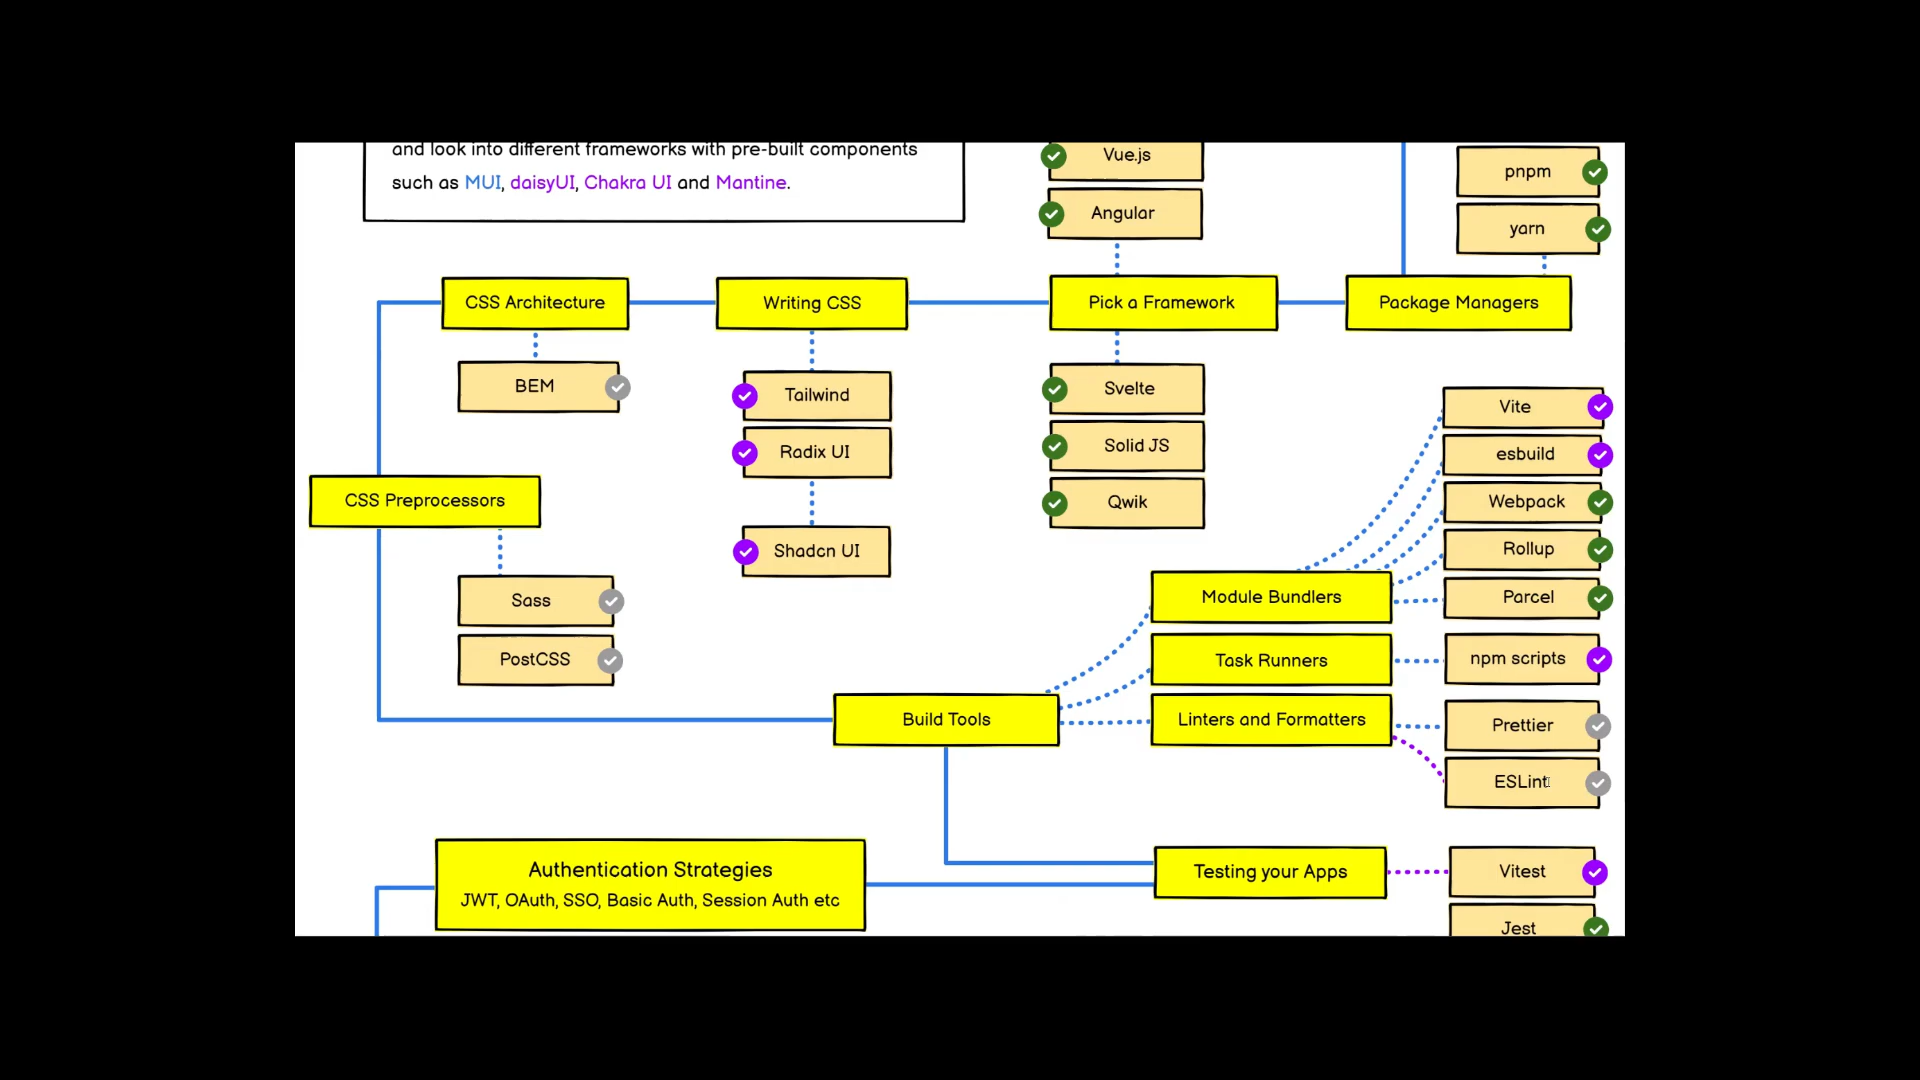 and look into different frameworks with pre-built components
such as MUI, daisyUI, Chakra UI and Mantine.
Vue.js
Angular
pnpm
yarn
CSS Architecture
Writing CSS
Pick a Framework
Package Managers
BEM
Tailwind
Radix UI
Shadcn UI
Svelte
Solid JS
Qwik
CSS Preprocessors
Sass
PostCSS
Vite
esbuild
Webpack
Rollup
Parcel
Module Bundlers
Task Runners
npm scripts
Build Tools
Linters and Formatters
Prettier
ESLint
Authentication Strategies
JWT, OAuth, SSO, Basic Auth, Session Auth etc
Testing your Apps
Vitest
Jest